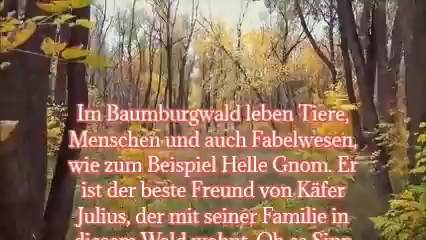 Im Baumburgwald leben Tiere,
Menschen und auch Fabelwesen,
wie zum Beispiel Helle Gnom. Er
ist der beste Freund von Käfer
Julius, der mit seiner Familie in
diesem Wald wohnt. Ob es Sinn